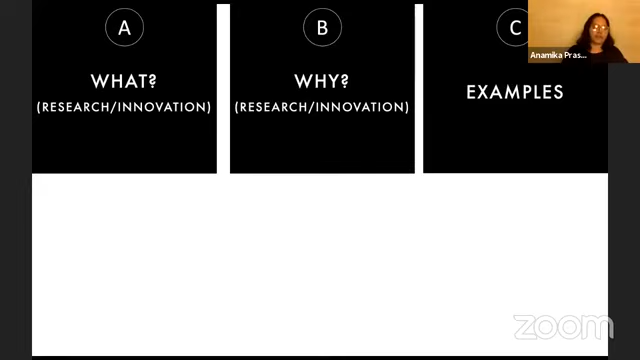 A
WHAT?
(RESEARCH/INNOVATION)
B
WHY?
(RESEARCH/INNOVATION)
C
EXAMPLES
Anamika Pras...
zoom